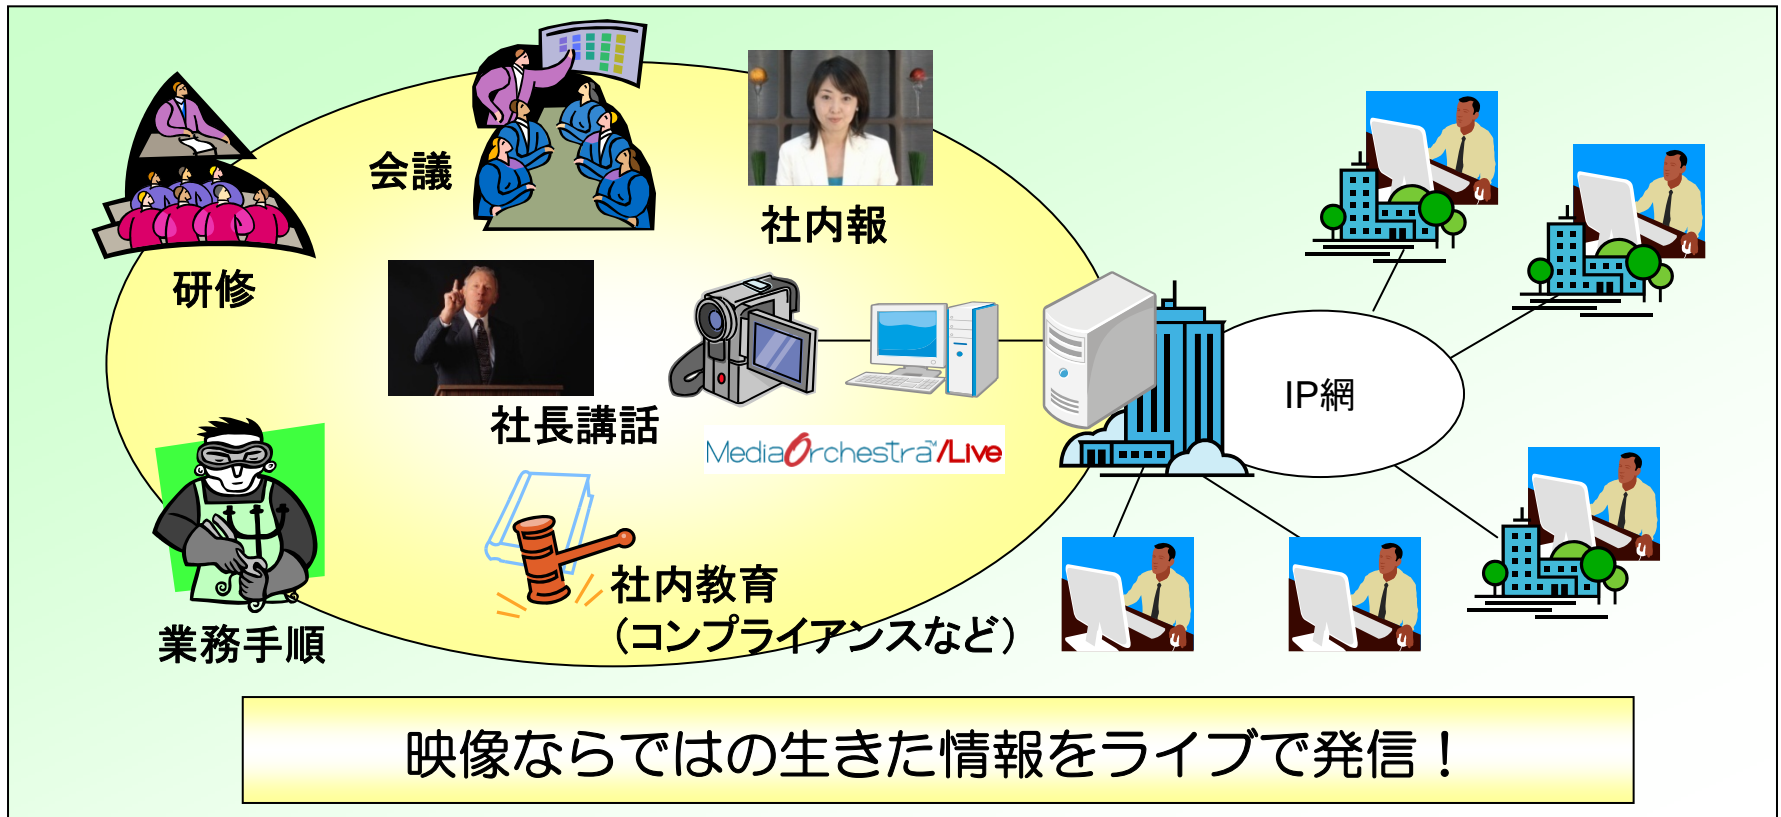 会議
社内報
研修
社長講話
MediaOrchestra™/Live
IP網
社内教育
（コンプライアンスなど）
業務手順
映像ならではの生きた情報をライブで発信！